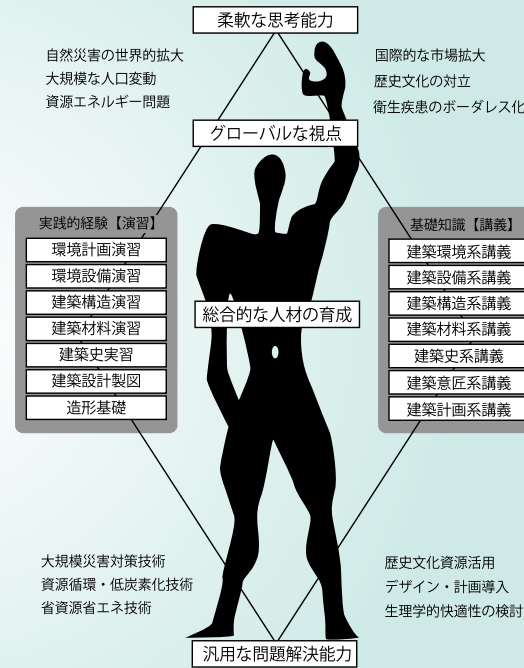 柔軟な思考能力
自然災害の世界的拡大
大規模な人口変動
資源エネルギー問題
国際的な市場拡大
歴史文化の対立
衛生疾患のボーダレス化
グローバルな視点
実践的経験【演習】
環境計画演習
環境設備演習
建築構造演習
建築材料演習
建築史実習
建築設計製図
造形基礎
総合的な人材の育成
基礎知識【講義】
建築環境系講義
建築設備系講義
建築構造系講義
建築材料系講義
建築史系講義
建築意匠系講義
建築計画系講義
大規模災害対策技術
資源循環・低炭素化技術
省資源省エネ技術
歴史文化資源活用
デザイン・計画導入
生理学的快適性の検討
汎用な問題解決能力